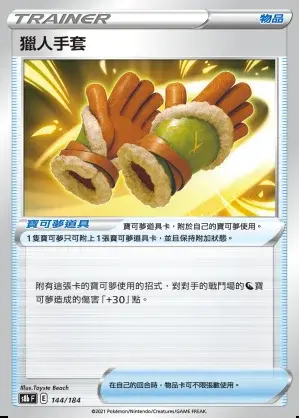 TRAINER
物品
獵人手套
寶可夢道具
寶可夢道具卡，附於自己的寶可夢使用。
1隻寶可夢只可附上1張寶可夢道具，並且保持附加狀態。
附有這張卡的寶可夢使用的招式，對對手的戰鬥場的寶
可夢造成的傷害「+30」點。
Illus.Toyste Beach
s8b F E 144/184
在自己的回合時，物品卡可不限張數使用。
©2021 Pokémon/Nintendo/Creatures/GAME FREAK.